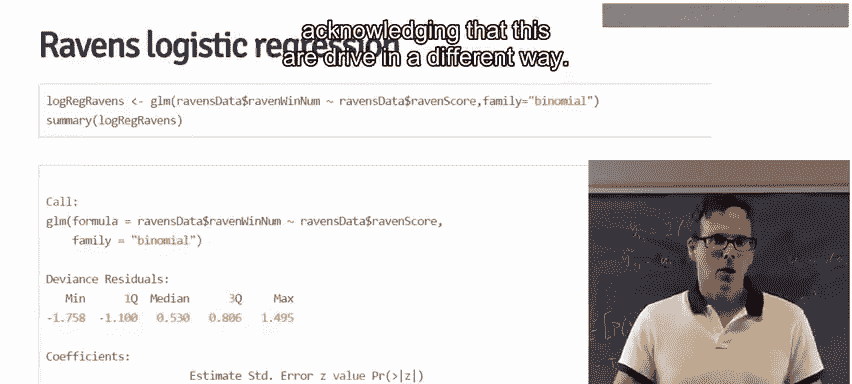 Ravens logistic regression
acknowledging that this
are drive in a different way.
logRegRavens <- glm(ravensData$ravenWinNum ~ ravensData$ravenScore,family="binomial")
summary(logRegRavens)
Call:
glm(formula = ravensData$ravenWinNum ~ ravensData$ravenScore,
family = "binomial")
Deviance Residuals:
Min 1Q Median 3Q Max
-1.758 -1.100 0.530 0.806 1.495
Coefficients:
Estimate Std. Error z value Pr(>|z|)